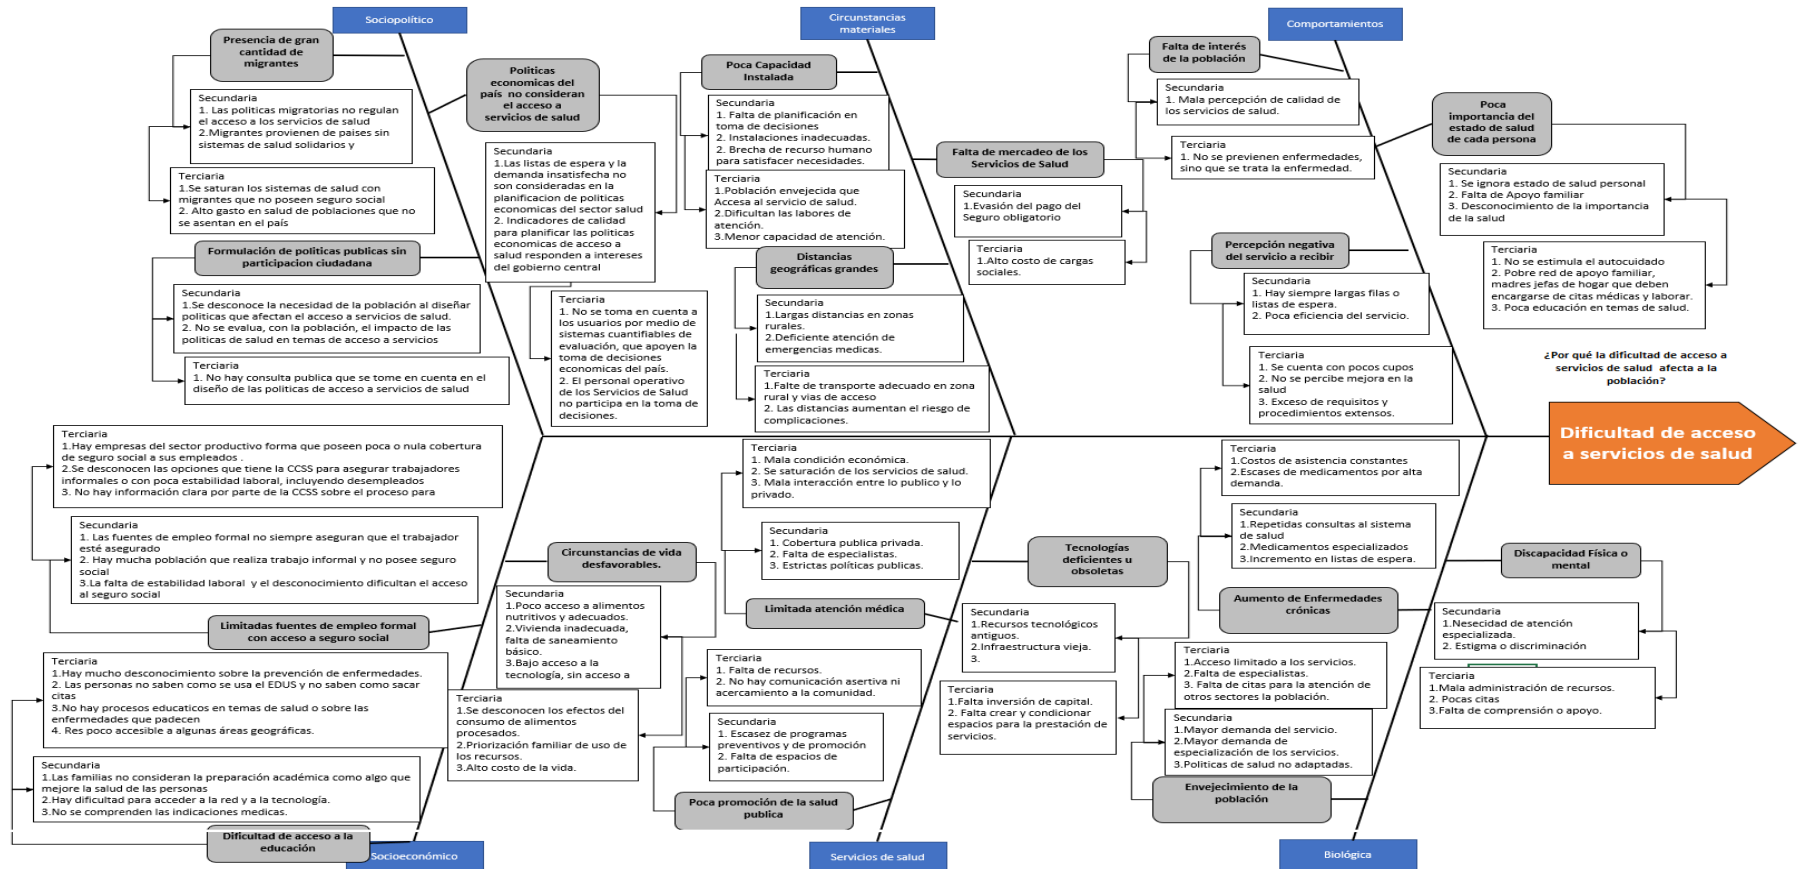 Sociopolítico
Presencia de gran
cantidad de
migrantes
Secundaria
1. Las politicas migratorias no regulan
el acceso a los servicios de salud
2.Migrantes provienen de paises sin
sistemas de salud solidarios y
Terciaria
1.Se saturan los sistemas de salud con
migrantes que no poseen seguro social
2. Alto gasto en salud de poblaciones que no
se asentan en el país
Politicas
economicas del
país no consideran
el acceso a
servicios de salud
Secundaria
1.Las listas de espera y la
demanda insatisfecha no
son consideradas en la
planificacion de politicas
economicas del sector salud
2. Indicadores de calidad
para planificar las politicas
economicas de acceso a
salud responden a intereses
del gobierno central
Terciaria
1. No se toma en cuenta a
los usuarios por medio de
sistemas cuantifiables de
evaluación, que apoyen la
toma de decisiones
economicas del país.
2. El personal operativo
de los Servicios de Salud
no participa en la toma de
decisiones.
Formulación de politicas publicas sin
participacion ciudadana
Secundaria
1.Se desconoce la necesidad de la población al diseñar
politicas que afectan el acceso a servicios de salud.
2. No se evalua, con la población, el impacto de las
politicas de salud en temas de acceso a servicios
Terciaria
1. No hay consulta publica que se tome en cuenta en el
diseño de las politicas de acceso a servicios de salud
Circunstancias
materiales
Poca Capacidad
Instalada
Secundaria
1. Falta de planificación en
toma de decisiones
2. Instalaciones inadecuadas.
2. Brecha de recurso humano
para satisfacer necesidades.
Terciaria
1.Población envejecida que
Accesa al servicio de salud.
2.Dificultan las labores de
atención.
3.Menor capacidad de atención.
Falta de mercadeo de los
Servicios de Salud
Secundaria
1.Evasión del pago del
Seguro obligatorio
Terciaria
1.Alto costo de cargas
sociales.
Distancias
geográficas grandes
Secundaria
1.Largas distancias en zonas
rurales.
2.Deficiente atención de
emergencias medicas.
Terciaria
1.Falte de transporte adecuado en zona
rural y vias de acceso
2. Las distancias aumentan el riesgo de
complicaciones.
Comportamientos
Falta de interés
de la población
Secundaria
1. Mala percepción de calidad de
los servicios de salud.
Terciaria
1. No se previenen enfermedades,
sino que se trata la enfermedad.
Poca
importancia del
estado de salud
de cada persona
Secundaria
1. Se ignora estado de salud personal
2. Falta de Apoyo familiar
3. Desconocimiento de la importancia
de la salud
Terciaria
1. No se estimula el autocuidado
2. Pobre red de apoyo familiar,
madres jefas de hogar que deben
encargarse de citas médicas y laborar.
3. Poca educación en temas de salud.
Percepción negativa
del servicio a recibir
Secundaria
1. Hay siempre largas filas o
listas de espera.
2. Poca eficiencia del servicio.
Terciaria
1. Se cuenta con pocos cupos
2. No se percibe mejora en la
salud
3. Exceso de requisitos y
procedimientos extensos.
¿Por qué la dificultad de acceso a
servicios de salud afecta a la
población?
Dificultad de acceso
a servicios de salud
Terciaria
1.Hay empresas del sector productivo forma que poseen poca o nula cobertura
de seguro social a sus empleados .
2.Se desconocen las opciones que tiene la CCSS para asegurar trabajadores
informales o con poca estabilidad laboral, incluyendo desempleados
3. No hay información clara por parte de la CCSS sobre el proceso para
Secundaria
1. Las fuentes de empleo formal no siempre aseguran que el trabajador
esté asegurado
2. Hay mucha población que realiza trabajo informal y no posee seguro
social
3.La falta de estabilidad laboral y el desconocimiento dificultan el acceso
al seguro social
Limitadas fuentes de empleo formal
con acceso a seguro social
Terciaria
1.Hay mucho desconocimiento sobre la prevención de enfermedades.
2. Las personas no saben como se usa el EDUS y no saben como sacar
citas
3.No hay procesos educaticos en temas de salud o sobre las
enfermedades que padecen
4. Res poco accesible a algunas áreas geográficas.
Secundaria
1.Las familias no consideran la preparación académica como algo que
mejore la salud de las personas
2.Hay dificultad para acceder a la red y a la tecnología.
3.No se comprenden las indicaciones medicas.
Dificultad de acceso a la
educación
Socioeconómico
Circunstancias de vida
desfavorables.
Secundaria
1.Poco acceso a alimentos
nutritivos y adecuados.
2.Vivienda inadecuada,
falta de saneamiento
básico.
3.Bajo acceso a la
tecnología, sin acceso a
Terciaria
1.Se desconocen los efectos del
consumo de alimentos
procesados.
2.Priorización familiar de uso de
los recursos.
3.Alto costo de la vida.
Terciaria
1. Mala condición económica.
2. Se saturación de los servicios de salud.
3. Mala interacción entre lo publico y lo
privado.
Secundaria
1. Cobertura publica privada.
2. Falta de especialistas.
3. Estrictas políticas publicas.
Limitada atención médica
Terciaria
1. Falta de recursos.
2. No hay comunicación asertiva ni
acercamiento a la comunidad.
Secundaria
1. Escasez de programas
preventivos y de promoción
2. Falta de espacios de
participación.
Poca promoción de la salud
publica
Servicios de salud
Tecnologías
deficientes u
obsoletas
Secundaria
1.Recursos tecnológicos
antiguos.
2.Infraestructura vieja.
3.
Terciaria
1.Falta inversión de capital.
2. Falta crear y condicionar
espacios para la prestación de
servicios.
Terciaria
1.Costos de asistencia constantes
2.Escases de medicamentos por alta
demanda.
Secundaria
1.Repetidas consultas al sistema
de salud
2.Medicamentos especializados
3.Incremento en listas de espera.
Aumento de Enfermedades
crónicas
Terciaria
1.Acceso limitado a los servicios.
2.Falta de especialistas.
3. Falta de citas para la atención de
otros sectores la población.
Secundaria
1.Mayor demanda del servicio.
2.Mayor demanda de
especialización de los servicios.
3.Politicas de salud no adaptadas.
Envejecimiento de la
población
Biológica
Discapacidad Física o
mental
Secundaria
1.Nesecidad de atención
especializada.
2. Estigma o discriminación
Terciaria
1.Mala administración de recursos.
2. Pocas citas
3.Falta de comprensión o apoyo.